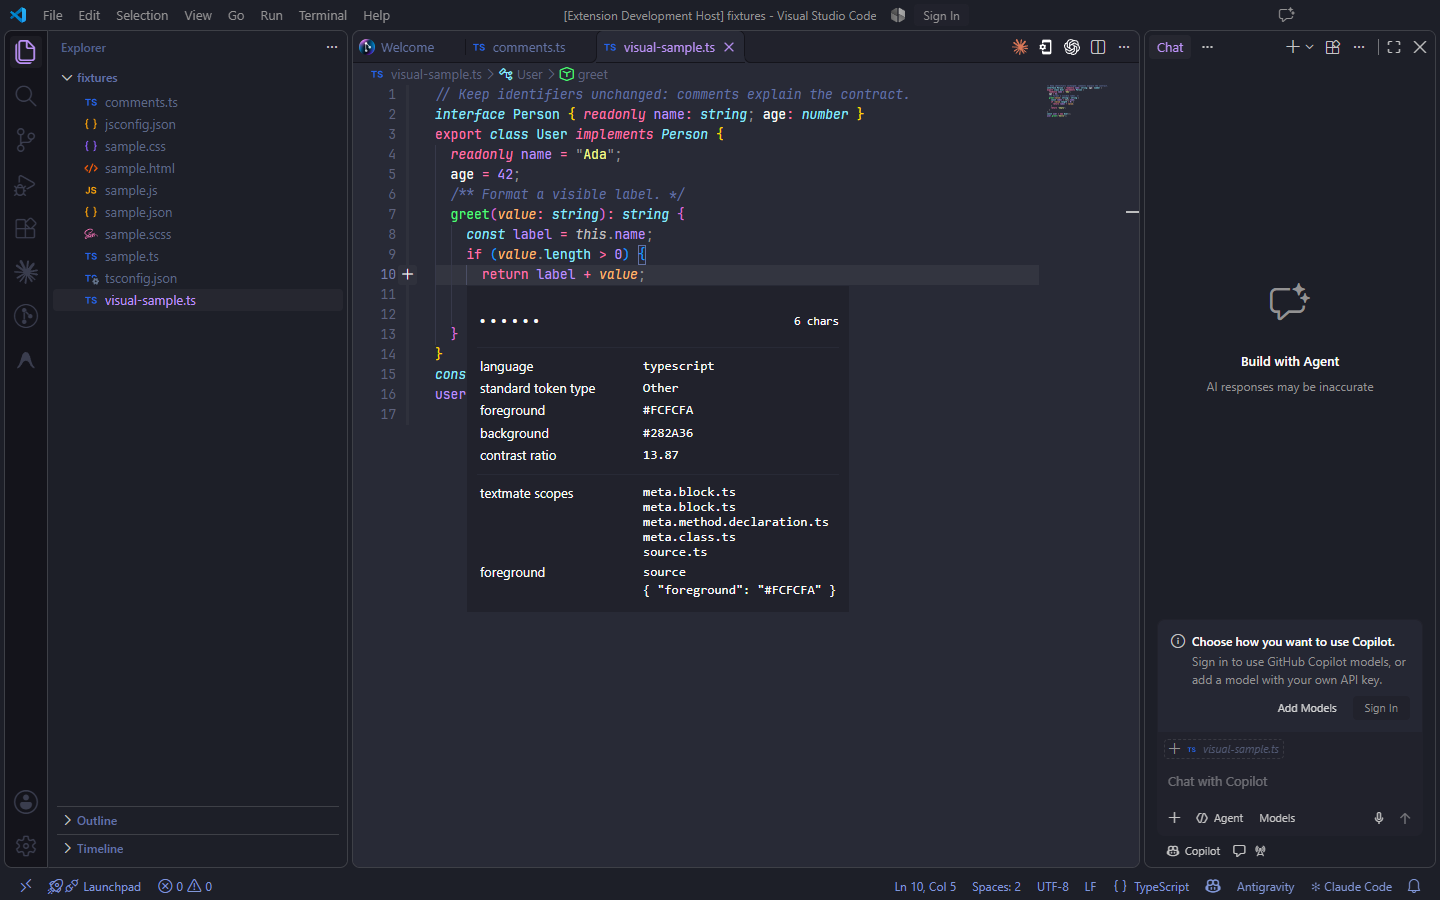 File Edit Selection View Go Run Terminal Help
[Extension Development Host] fixtures - Visual Studio Code
Sign In
Explorer
fixtures
TS comments.ts
{ } jsconfig.json
{ } sample.css
</> sample.html
JS sample.js
{ } sample.json
sample.scss
TS sample.ts
TS tsconfig.json
TS visual-sample.ts
Outline
Timeline
Welcome
TS comments.ts
TS visual-sample.ts
TS visual-sample.ts > User > greet
1 // Keep identifiers unchanged: comments explain the contract.
2 interface Person { readonly name: string; age: number }
3 export class User implements Person {
4 readonly name = "Ada";
5 age = 42;
6 /** Format a visible label. */
7 greet(value: string): string {
8 const label = this.name;
9 if (value.length > 0) {
10 return label + value;
11
12
13 }
14 }
15 cons
16 user
17
6 chars
language typescript
standard token type Other
foreground #FCFCFA
background #282A36
contrast ratio 13.87
textmate scopes meta.block.ts
meta.block.ts
meta.method.declaration.ts
meta.class.ts
source.ts
foreground source
{ "foreground": "#FCFCFA" }
Chat
Build with Agent
AI responses may be inaccurate
Choose how you want to use Copilot.
Sign in to use GitHub Copilot models, or
add a model with your own API key.
Add Models Sign In
TS visual-sample.ts
Chat with Copilot
Agent Models
Copilot
Launchpad 0 0
Ln 10, Col 5 Spaces: 2 UTF-8 LF { } TypeScript Antigravity Claude Code